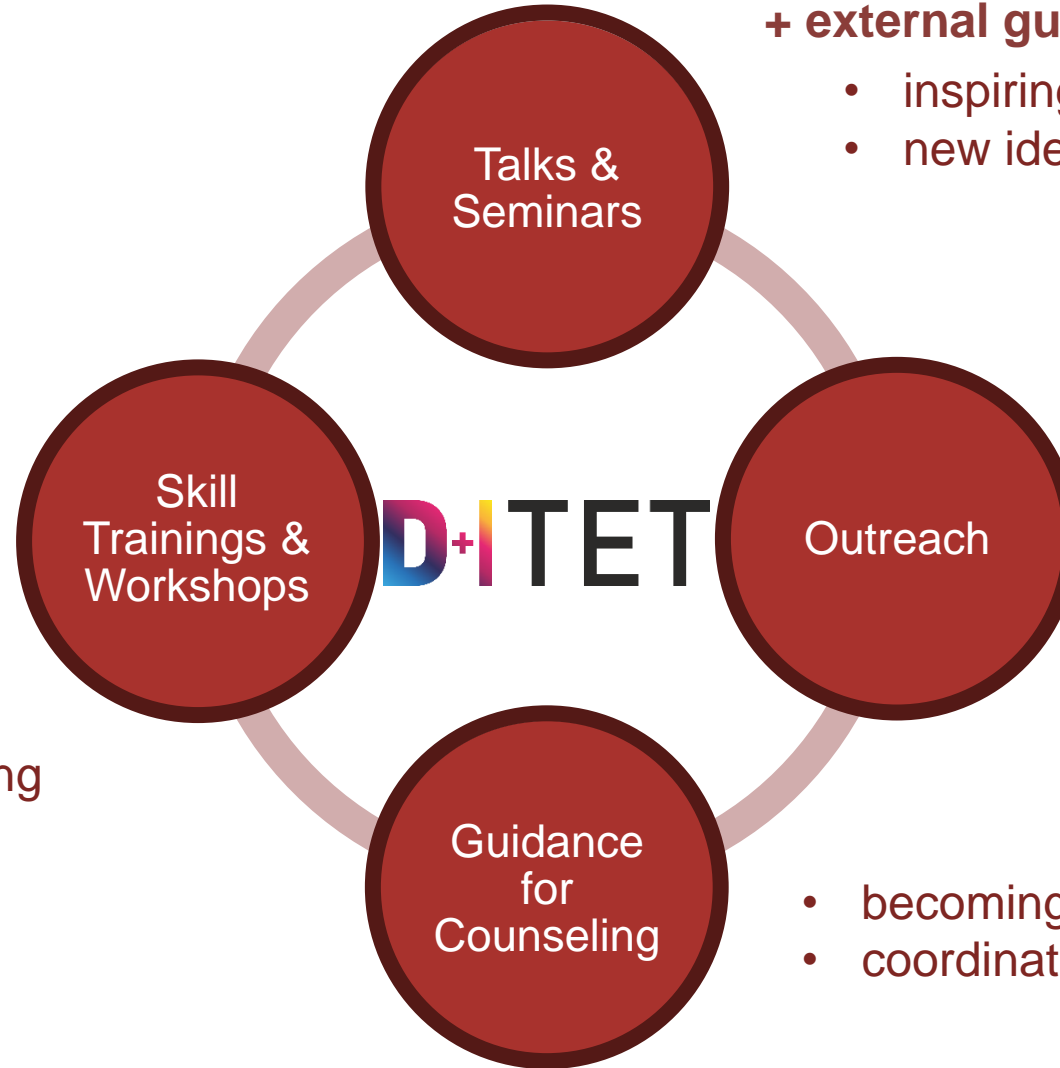 + external gu
• inspiring
• new ide
Talks &
Seminars
Skill
Trainings &
Workshops
D+ITET
Outreach
ng
Guidance
for
Counseling
• becoming
• coordinat